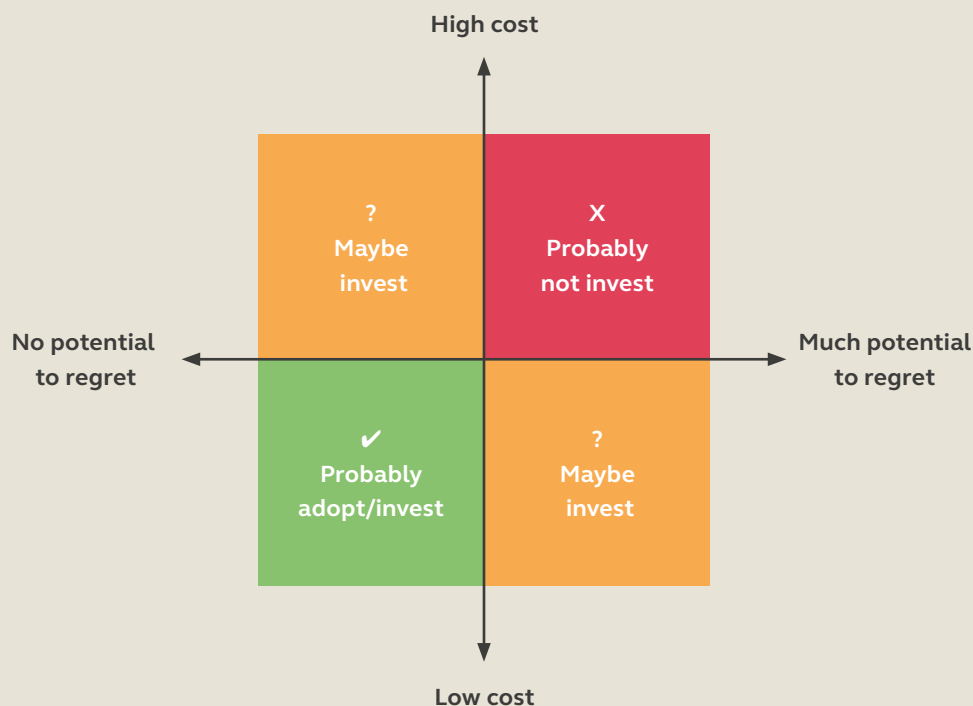 High cost
?
Maybe
invest
X
Probably
not invest
No potential
to regret
Much potential
to regret
✔
Probably
adopt/invest
?
Maybe
invest
Low cost